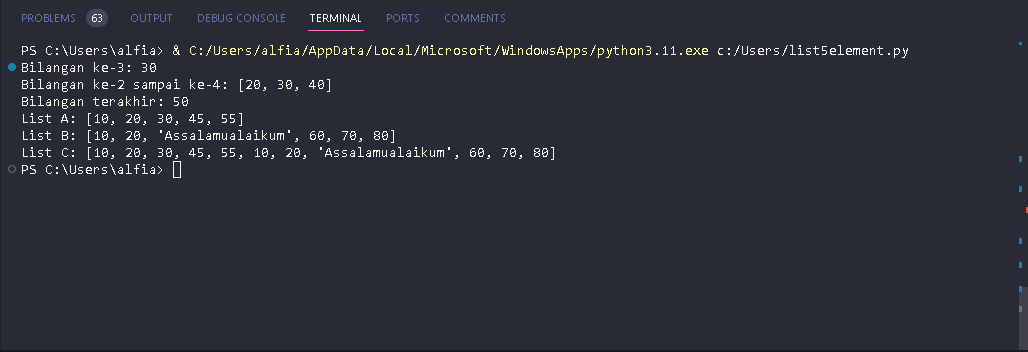 PROBLEMS 63 OUTPUT DEBUG CONSOLE TERMINAL PORTS COMMENTS
PS C:\Users\alfia> & C:/Users/alfia/AppData/Local/Microsoft/WindowsApps/python3.11.exe c:/Users/list5element.py
Bilangan ke-3: 30
Bilangan ke-2 sampai ke-4: [20, 30, 40]
Bilangan terakhir: 50
List A: [10, 20, 30, 45, 55]
List B: [10, 20, 'Assalamualaikum', 60, 70, 80]
List C: [10, 20, 30, 45, 55, 10, 20, 'Assalamualaikum', 60, 70, 80]
PS C:\Users\alfia>